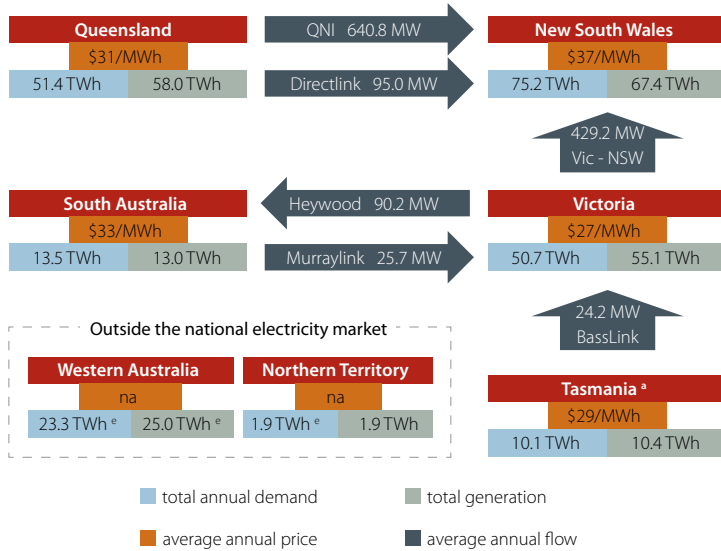 Queensland
$31/MWh
51.4 TWh 58.0 TWh
QNI 640.8 MW
Directlink 95.0 MW
New South Wales
$37/MWh
75.2 TWh 67.4 TWh
429.2 MW
Vic - NSW
South Australia
$33/MWh
13.5 TWh 13.0 TWh
Heywood 90.2 MW
Murraylink 25.7 MW
Victoria
$27/MWh
50.7 TWh 55.1 TWh
24.2 MW
BassLink
Outside the national electricity market
Western Australia
na
23.3 TWh e 25.0 TWh e
Northern Territory
na
1.9 TWh e 1.9 TWh
Tasmania a
$29/MWh
10.1 TWh 10.4 TWh
total annual demand
total generation
average annual price
average annual flow